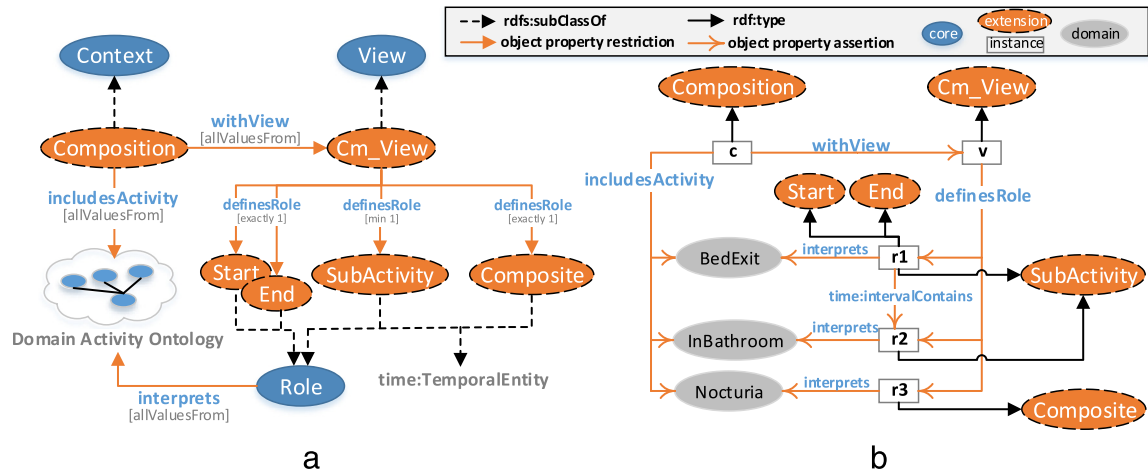 rdfs:subClassOf
rdf:type
object property restriction
object property assertion
core
extension
instance
domain
Context
View
Composition
withView
[allValuesFrom]
Cm_View
includesActivity
[allValuesFrom]
definesRole
[exactly 1]
definesRole
[min 1]
definesRole
[exactly 1]
Start
End
SubActivity
Composite
Domain Activity Ontology
Role
time:TemporalEntity
interprets
[allValuesFrom]
a
Composition
Cm_View
c
withView
v
includesActivity
Start
End
definesRole
BedExit
interprets
r1
SubActivity
time:intervalContains
InBathroom
interprets
r2
Nocturia
interprets
r3
Composite
b